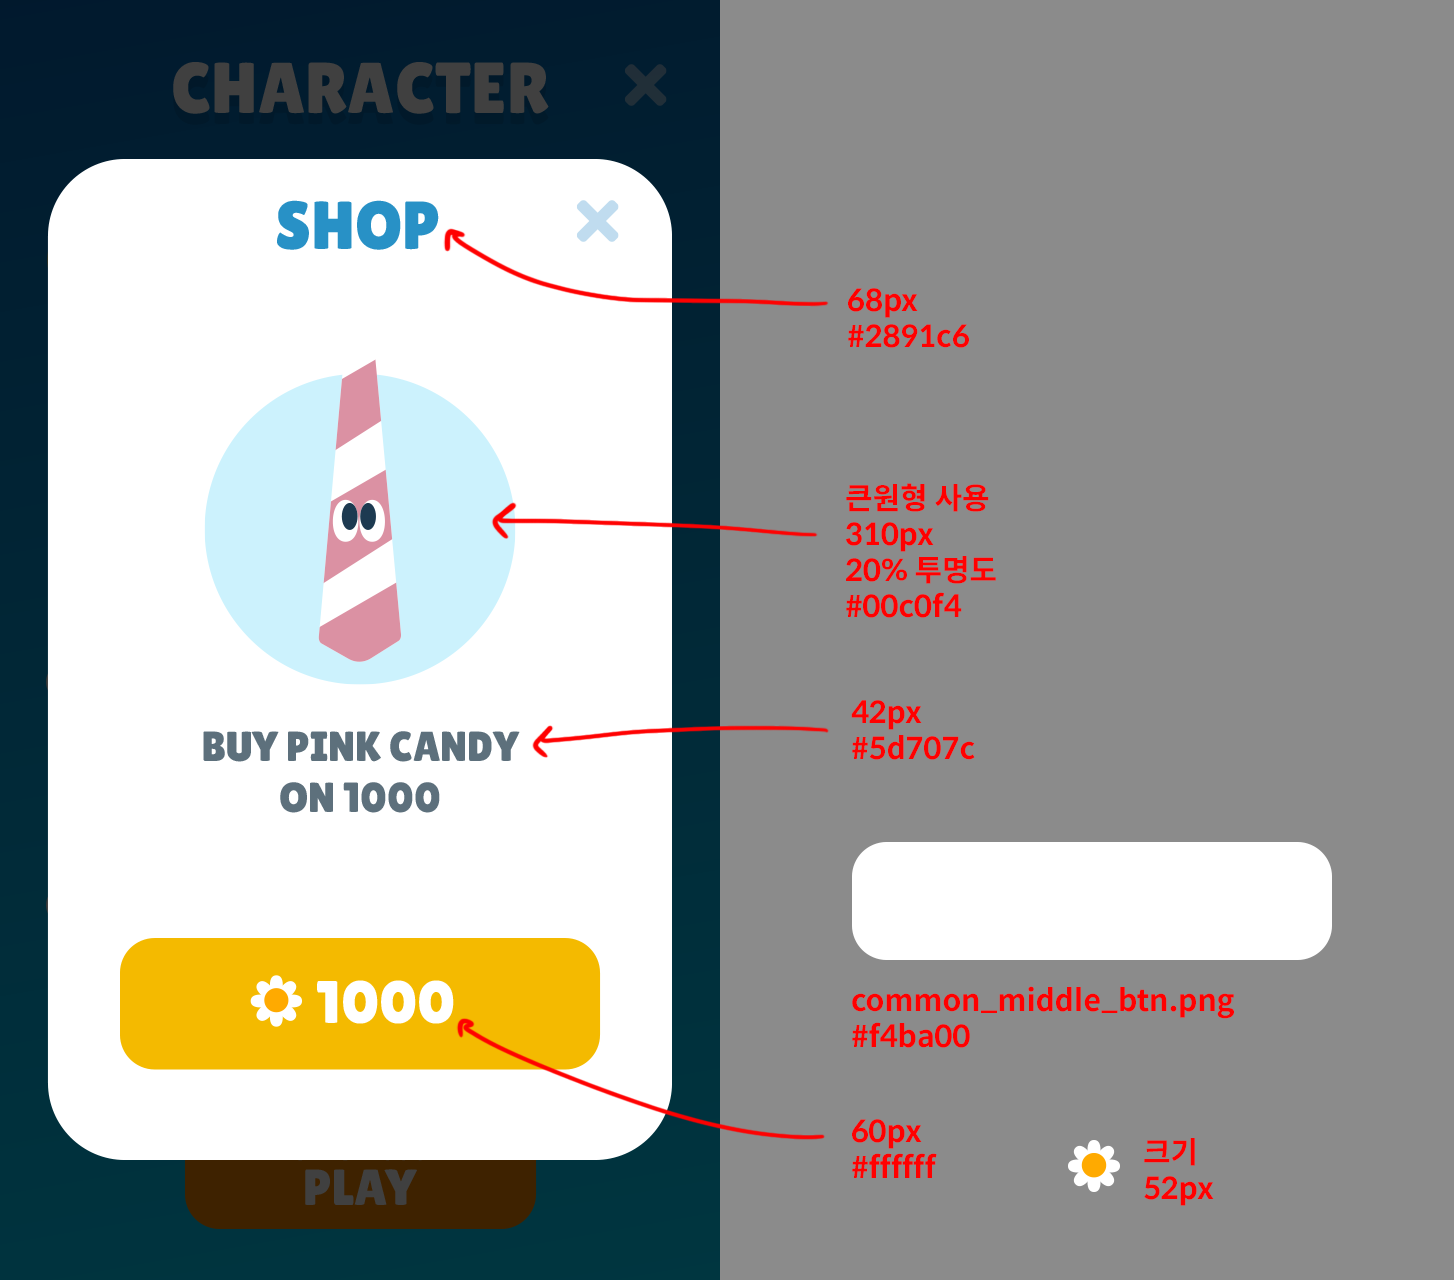 CHARACTER
SHOP
68px
#2891c6
큰원형 사용
310px
20% 투명도
#00c0f4
BUY PINK CANDY
ON 1000
42px
#5d707c
1000
common_middle_btn.png
#f4ba00
60px
#ffffff
크기
52px
PLAY